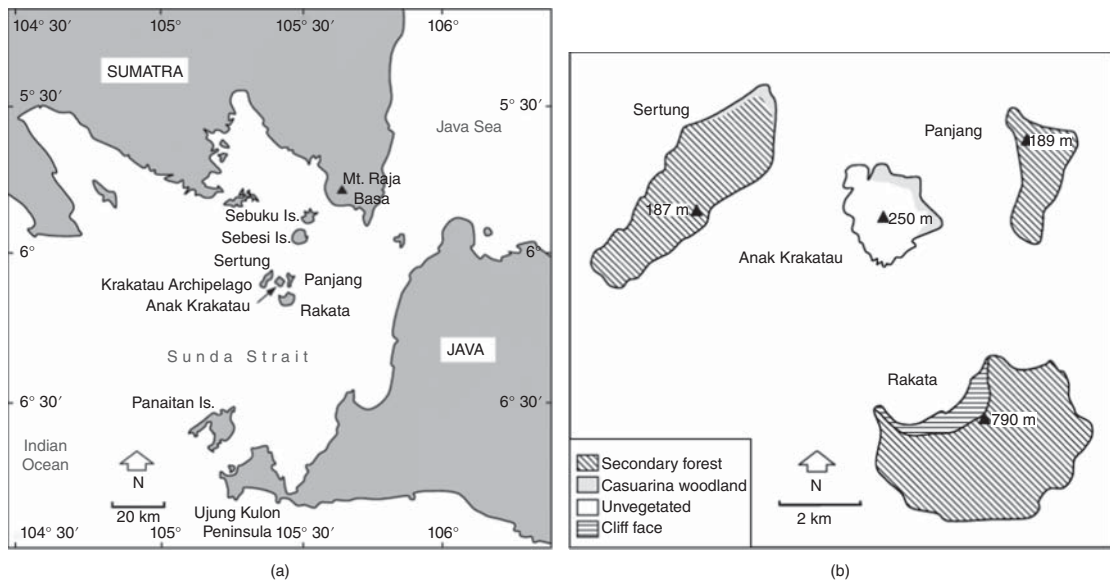 104° 30′
105°
105° 30′
106°
SUMATRA
5° 30′
5° 30′
Java Sea
Mt. Raja
Basa
Sebuku Is.
Sebesi Is.
6°
6°
Sertung
Krakatau Archipelago
Panjang
Anak Krakatau
Rakata
Sunda Strait
JAVA
Panaitan Is.
6° 30′
6° 30′
Indian
Ocean
N
20 km
Ujung Kulon
Peninsula
104° 30′
105°
105° 30′
106°
(a)
Sertung
Panjang
189 m
187 m
250 m
Anak Krakatau
Rakata
790 m
Secondary forest
Casuarina woodland
Unvegetated
Cliff face
N
2 km
(b)